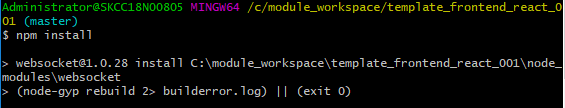 Administrator@SKCC18N00805 MINGW64 /c/module_workspace/template_frontend_react_0
01 (master)
$ npm install

> websocket@1.0.28 install C:\module_workspace\template_frontend_react_001\node_
modules\websocket
> (node-gyp rebuild 2> builderror.log) || (exit 0)